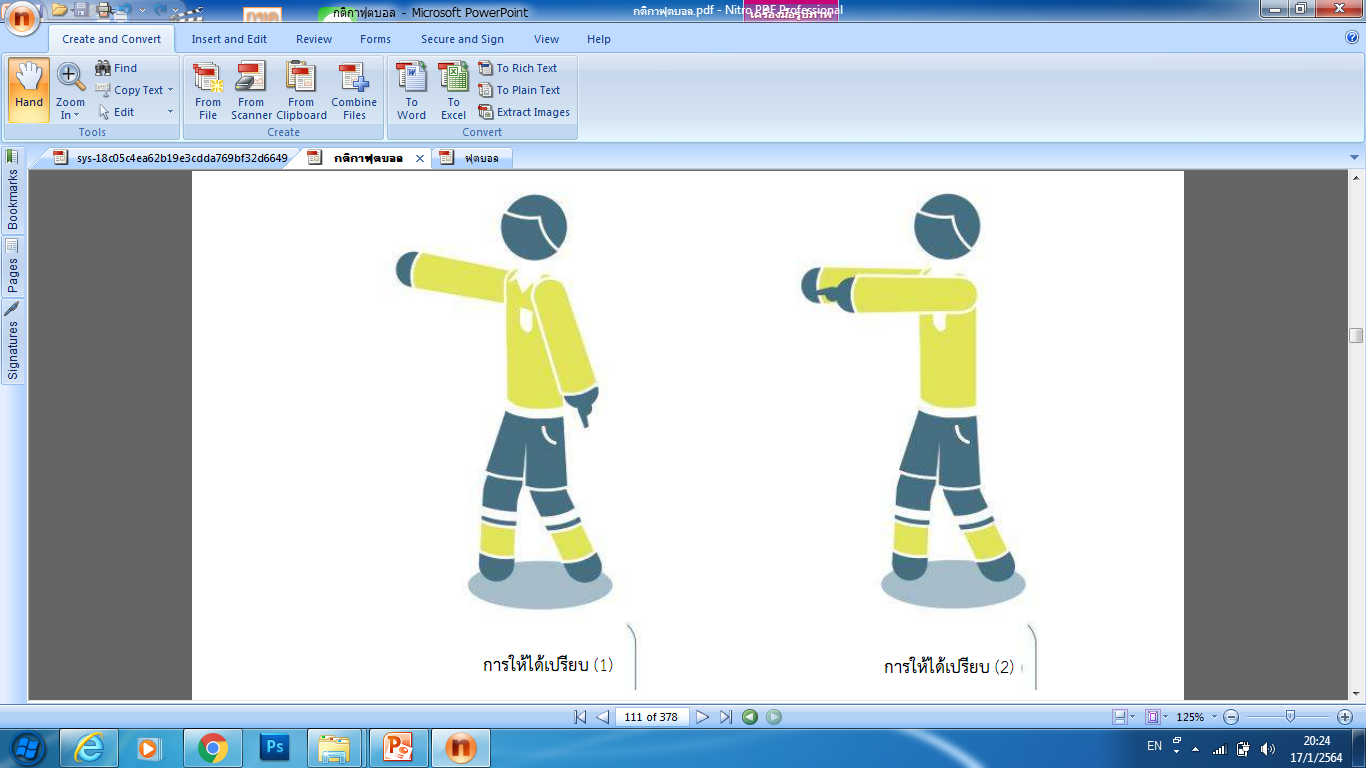 กติกาฟุตบอล - Microsoft PowerPoint
กติกาฟุตบอล.pdf - Nitro PDF Professional
Create and Convert
Insert and Edit
Review
Forms
Secure and Sign
View
Help
Hand
Zoom In
Find
Copy Text
Edit
Tools
From File
From Scanner
From Clipboard
Combine Files
Create
To Word
To Excel
To Rich Text
To Plain Text
Extract Images
Convert
sys-18c05c4ea62b19e3cdda769bf32d6649
กติกาฟุตบอล
ฟุตบอล
Bookmarks
Pages
Signatures
การให้ได้เปรียบ (1)
การให้ได้เปรียบ (2)
111 of 378
125%
Ps
EN
20:24
17/1/2564